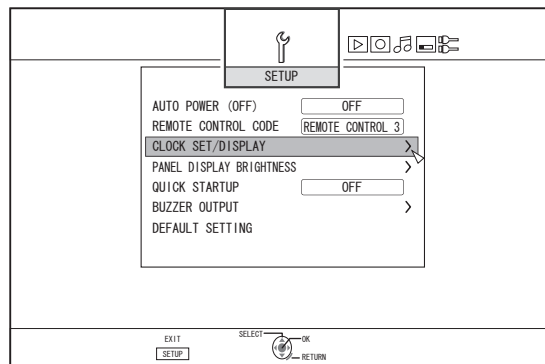 SETUP
AUTO POWER (OFF) OFF
REMOTE CONTROL CODE REMOTE CONTROL 3
CLOCK SET/DISPLAY
PANEL DISPLAY BRIGHTNESS
QUICK STARTUP OFF
BUZZER OUTPUT
DEFAULT SETTING
EXIT
SETUP
SELECT
OK
RETURN